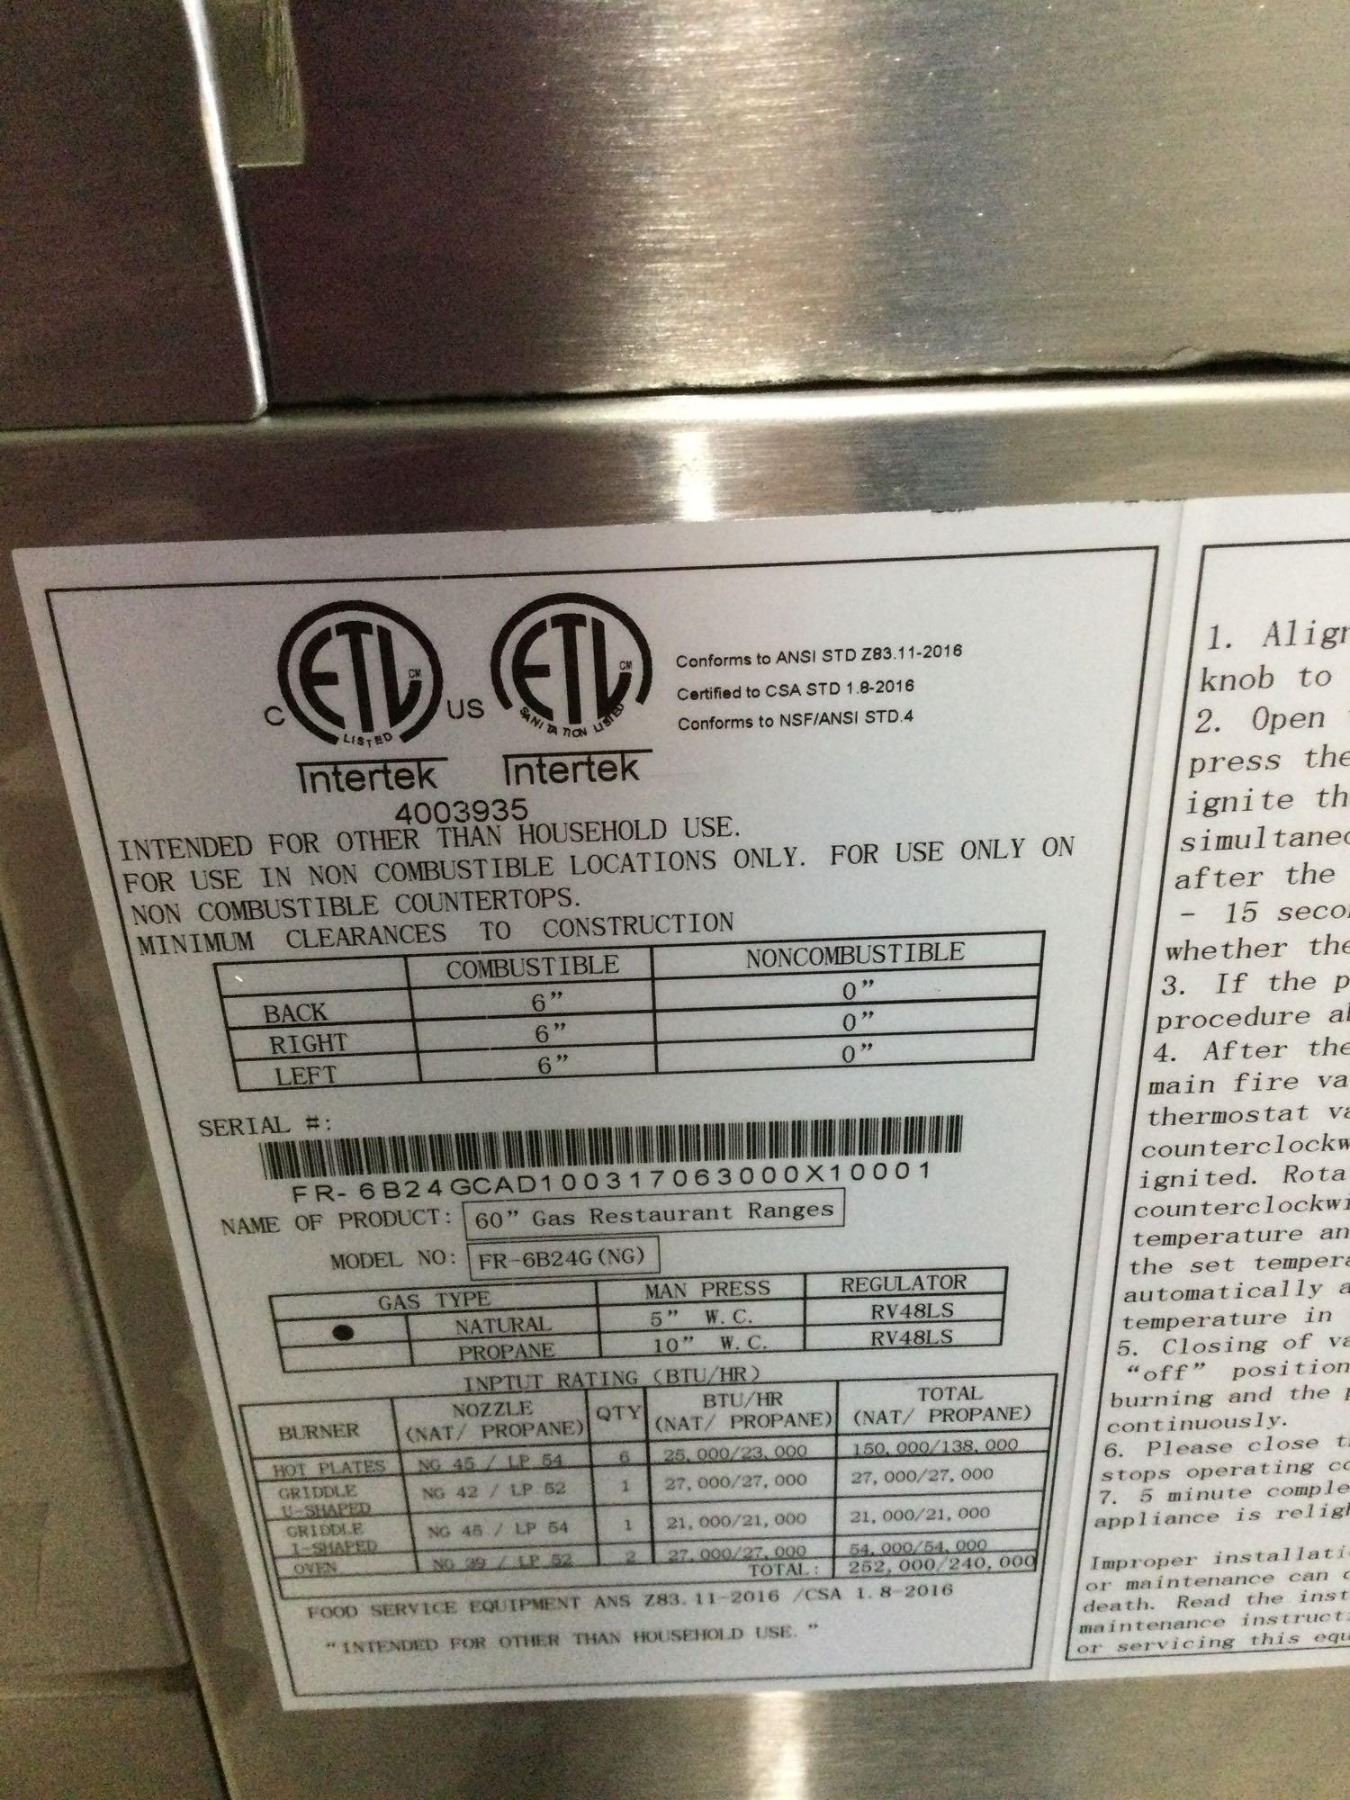 C ETL CM US LISTED
Intertek
ETL CM SANITATION LISTED
Intertek
4003935
Conforms to ANSI STD Z83.11-2016
Certified to CSA STD 1.8-2016
Conforms to NSF/ANSI STD.4
INTENDED FOR OTHER THAN HOUSEHOLD USE.
FOR USE IN NON COMBUSTIBLE LOCATIONS ONLY. FOR USE ONLY ON
NON COMBUSTIBLE COUNTERTOPS.
MINIMUM CLEARANCES TO CONSTRUCTION
COMBUSTIBLE NONCOMBUSTIBLE
BACK 6” 0”
RIGHT 6” 0”
LEFT 6” 0”
SERIAL #:
FR-6B24GCAD100317063000X10001
NAME OF PRODUCT: 60” Gas Restaurant Ranges
MODEL NO: FR-6B24G(NG)
GAS TYPE MAN PRESS REGULATOR
● NATURAL 5” W.C. RV48LS
PROPANE 10” W.C. RV48LS
INPTUT RATING (BTU/HR)
BURNER NOZZLE (NAT/ PROPANE) QTY BTU/HR (NAT/ PROPANE) TOTAL (NAT/ PROPANE)
HOT PLATES NG 45 / LP 54 6 25,000/23,000 150,000/138,000
GRIDDLE U-SHAPED NG 42 / LP 52 1 27,000/27,000 27,000/27,000
GRIDDLE I-SHAPED NG 45 / LP 54 1 21,000/21,000 21,000/21,000
OVEN NG 39 / LP 52 2 27,000/27,000 54,000/54,000
TOTAL: 252,000/240,000
FOOD SERVICE EQUIPMENT ANS Z83.11-2016 /CSA 1.8-2016
“INTENDED FOR OTHER THAN HOUSEHOLD USE.”
1. Align
knob to
2. Open
press the
ignite th
simultaneo
after the
- 15 secon
whether the
3. If the p
procedure a
4. After the
main fire va
thermostat va
counterclockw
ignited. Rota
counterclockwi
temperature an
the set tempera
automatically a
temperature in
5. Closing of va
“off” position
burning and the p
continuously.
6. Please close t
stops operating co
7. 5 minute comple
appliance is religh
Improper installati
or maintenance can c
death. Read the inst
maintenance instruct
or servicing this equ